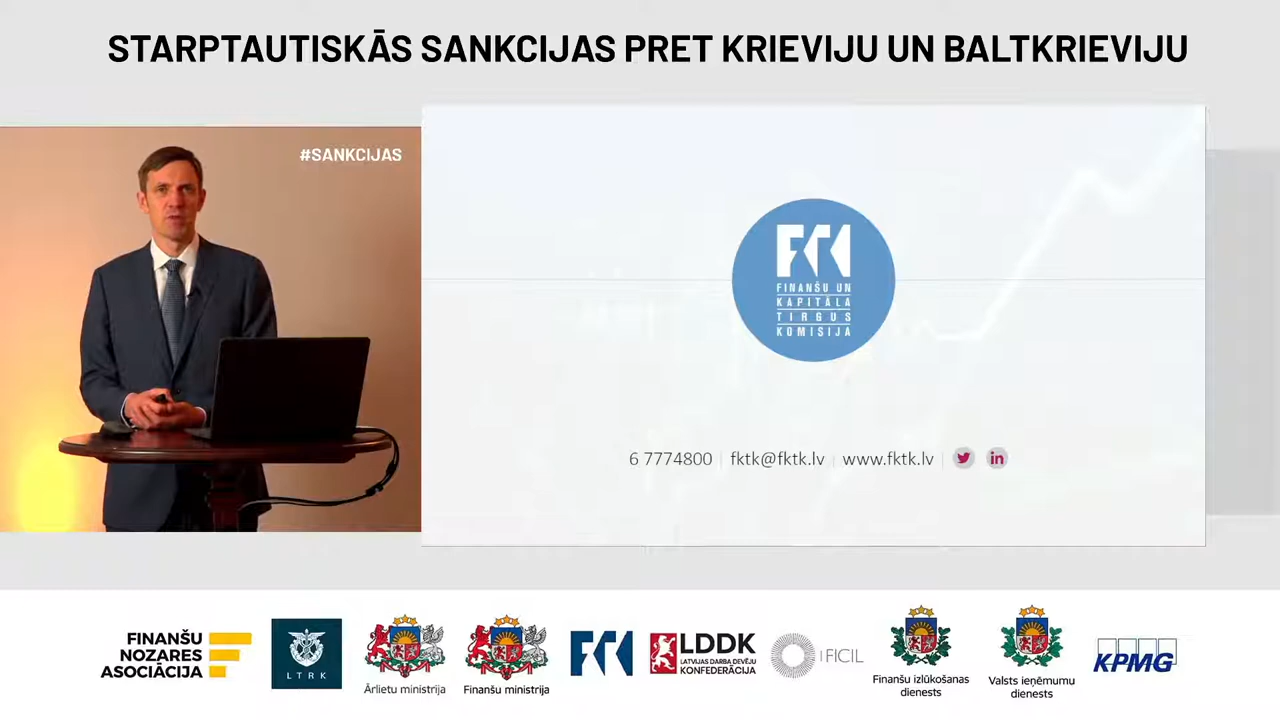 STARPTAUTISKĀS SANKCIJAS PRET KRIEVIJU UN BALTKRIEVIJU
#SANKCIJAS
FKTK
FINANŠU UN
KAPITĀLA
TIRGUS
KOMISIJA
6 7774800 | fktk@fktk.lv | www.fktk.lv |
FINANŠU
NOZARES
ASOCIĀCIJA
LTRK
Ārlietu ministrija
Finanšu ministrija
FKTK
LDDK
LATVIJAS DARBA DEVĒJU
KONFEDERĀCIJA
FICIL
Finanšu izlūkošanas
dienests
Valsts ieņēmumu
dienests
KPMG